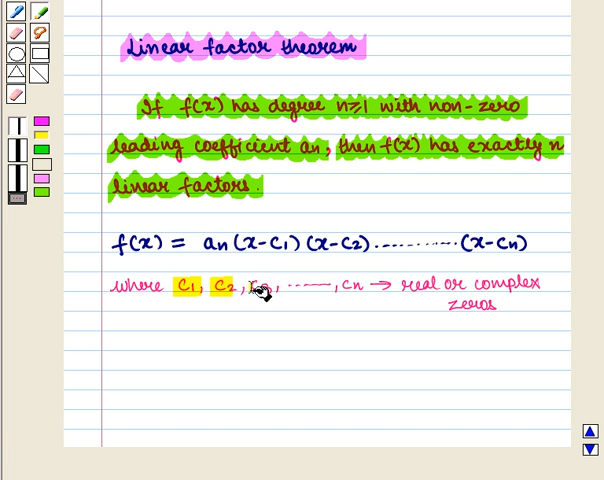 Linear factor theorem
If f(x) has degree n≥1 with non-zero
leading coefficient an, then f(x) has exactly n
linear factors.
f(x) = an (x-c1) (x-c2) ........... (x-cn)
where c1, c2, , ......, cn → real or complex
zeros